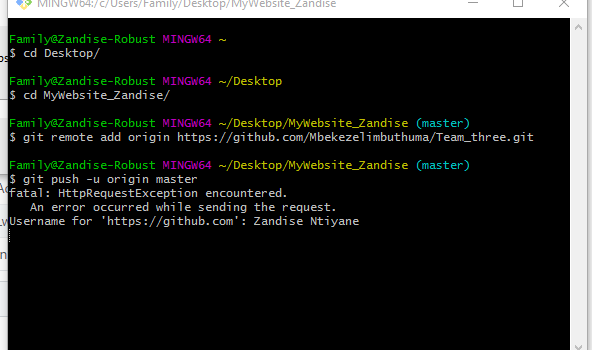 MINGW64:/c/Users/Family/Desktop/MyWebsite_Zandise
Family@Zandise-Robust MINGW64 ~
$ cd Desktop/
Family@Zandise-Robust MINGW64 ~/Desktop
$ cd MyWebsite_Zandise/
Family@Zandise-Robust MINGW64 ~/Desktop/MyWebsite_Zandise (master)
$ git remote add origin https://github.com/Mbekezelimbuthuma/Team_three.git
Family@Zandise-Robust MINGW64 ~/Desktop/MyWebsite_Zandise (master)
$ git push -u origin master
fatal: HttpRequestException encountered.
   An error occurred while sending the request.
Username for 'https://github.com': Zandise Ntiyane